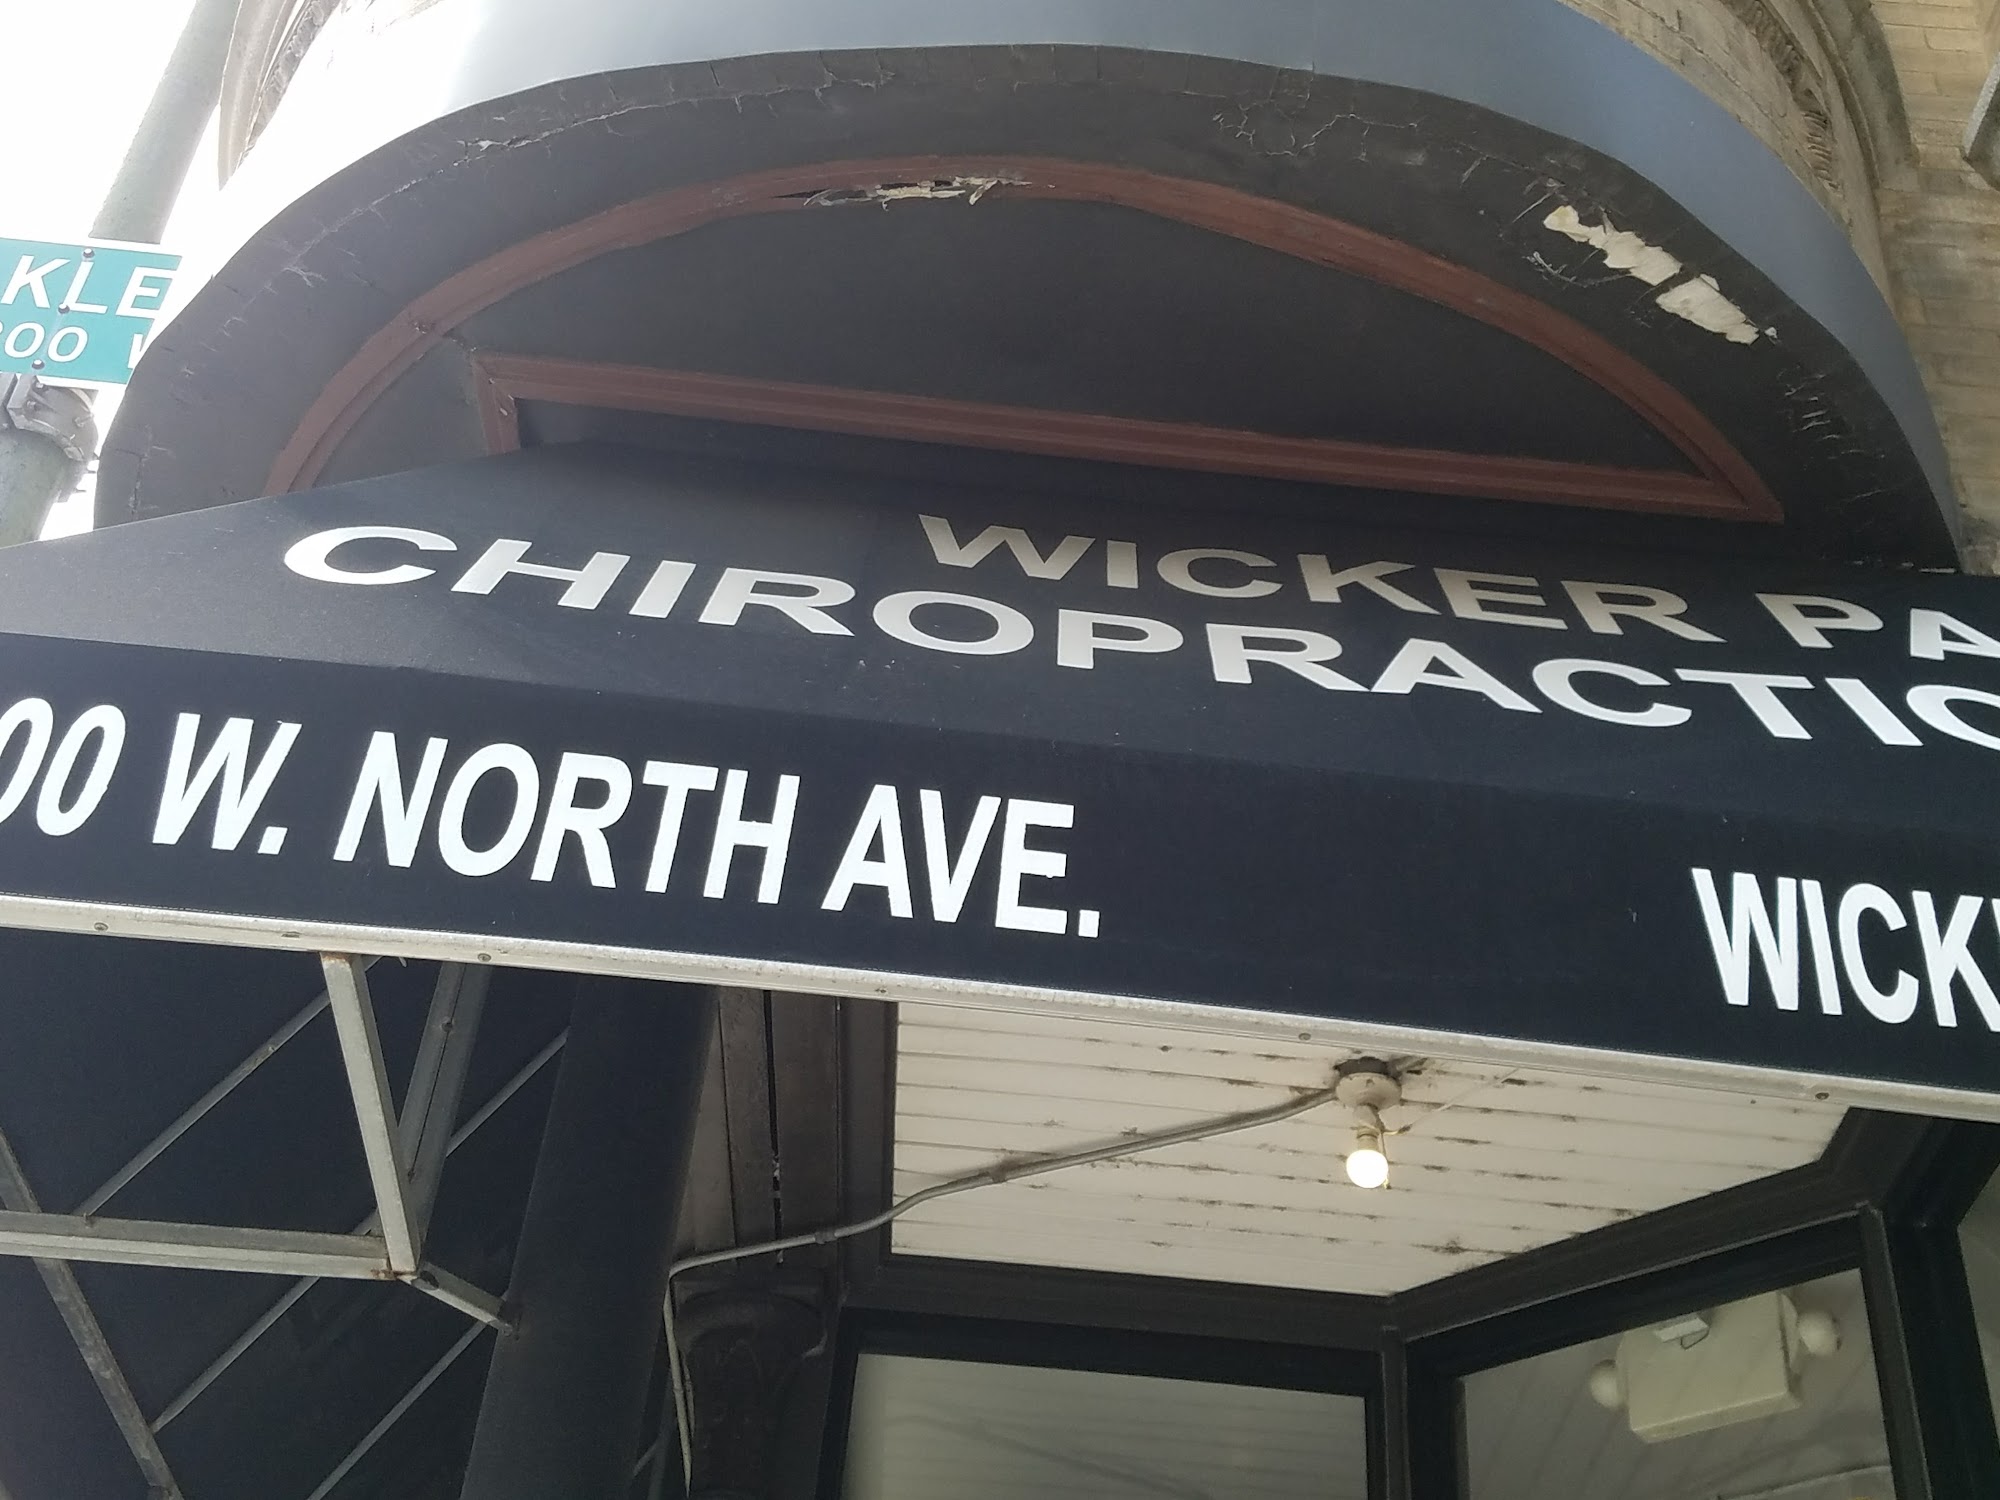 KLE
00 W
WICKER PA
CHIROPRACTIC
00 W. NORTH AVE.
WICK